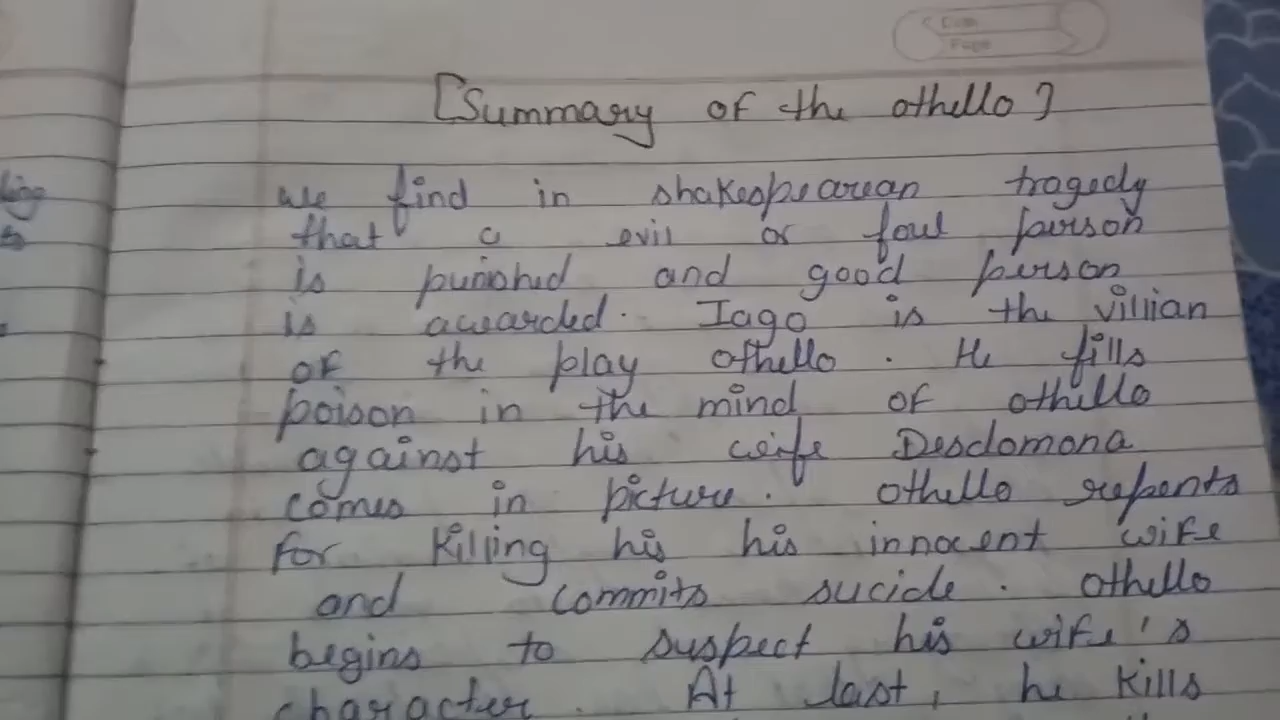 Date
Page
[Summary of the othello]
we find in shakespearean tragedy
that a evil or foul person
is punished and good person
is awarded. Iago is the villian
of the play othello. He fills
poison in the mind of othello
against his wife Desdomona
comes in picture. othello repents
for killing his his innocent wife
and commits sucide. othello
begins to suspect his wife's
character. At last, he kills